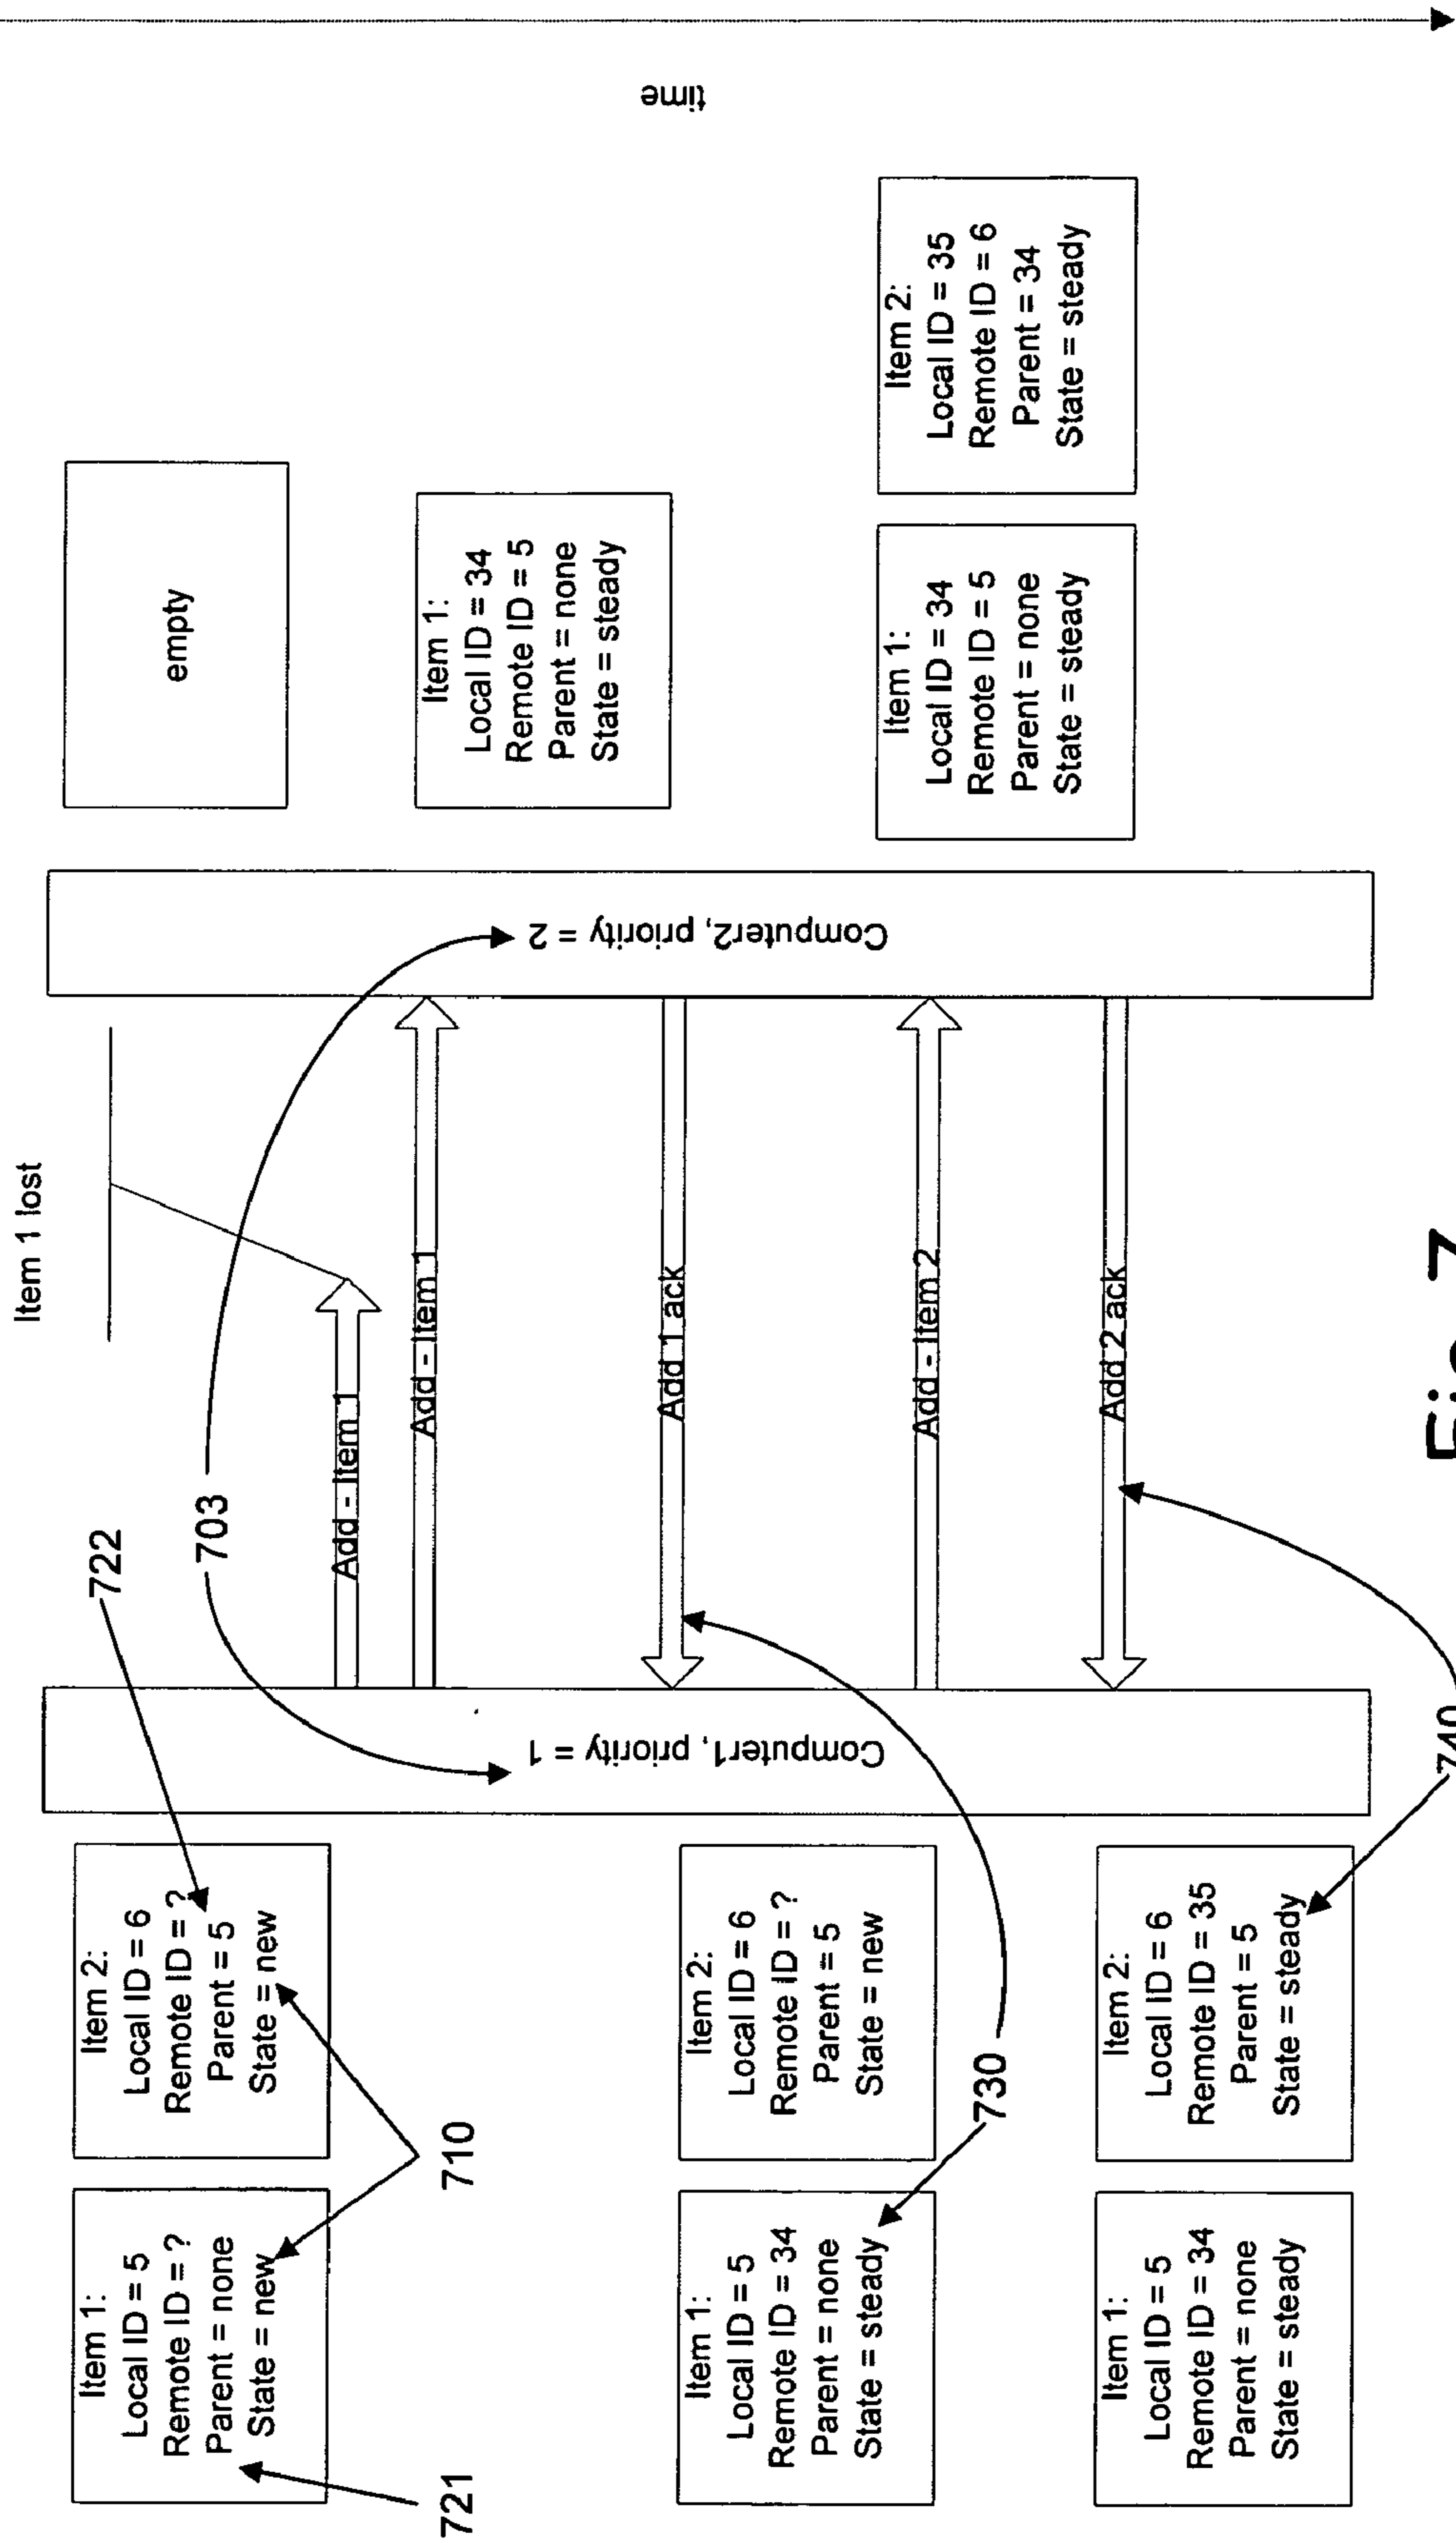 Item 1 lost
time
722
703
empty
Item 1:
Local ID = 5
Remote ID = ?
Parent = none
State = new
Item 2:
Local ID = 6
Remote ID = ?
Parent = 5
State = new
721
710
Add - Item 1
Add - Item 1
Item 1:
Local ID = 34
Remote ID = 5
Parent = none
State = steady
Computer1, priority = 1
Computer2, priority = 2
Item 1:
Local ID = 5
Remote ID = 34
Parent = none
State = steady
Item 2:
Local ID = 6
Remote ID = ?
Parent = 5
State = new
Add 1 ack
730
Add - Item 2
Item 1:
Local ID = 34
Remote ID = 5
Parent = none
State = steady
Item 2:
Local ID = 35
Remote ID = 6
Parent = 34
State = steady
Item 1:
Local ID = 5
Remote ID = 34
Parent = none
State = steady
Item 2:
Local ID = 6
Remote ID = 35
Parent = 5
State = steady
Add 2 ack
740
Fig 7